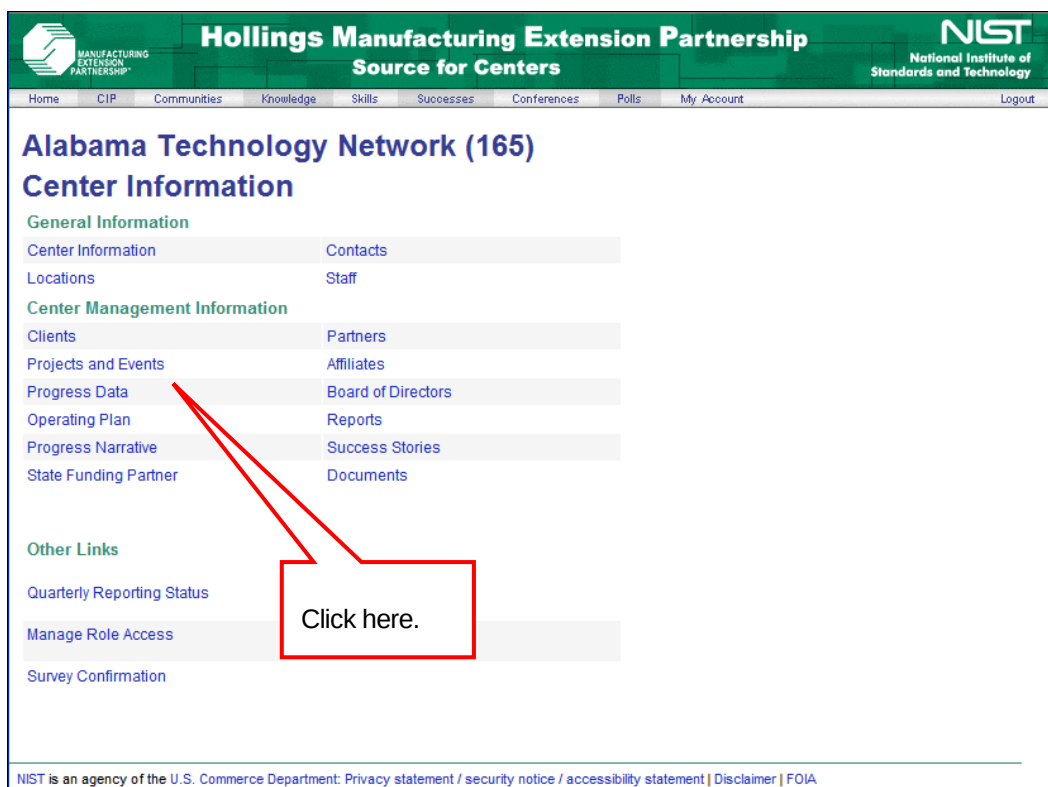 MANUFACTURING
EXTENSION
PARTNERSHIP™
Hollings Manufacturing Extension Partnership
Source for Centers
NIST
National Institute of
Standards and Technology
Home CIP Communities Knowledge Skills Successes Conferences Polls My Account Logout
Alabama Technology Network (165)
Center Information
General Information
Center Information Contacts
Locations Staff
Center Management Information
Clients Partners
Projects and Events Affiliates
Progress Data Board of Directors
Operating Plan Reports
Progress Narrative Success Stories
State Funding Partner Documents
Other Links
Quarterly Reporting Status
Click here.
Manage Role Access
Survey Confirmation
NIST is an agency of the U.S. Commerce Department: Privacy statement / security notice / accessibility statement | Disclaimer | FOIA